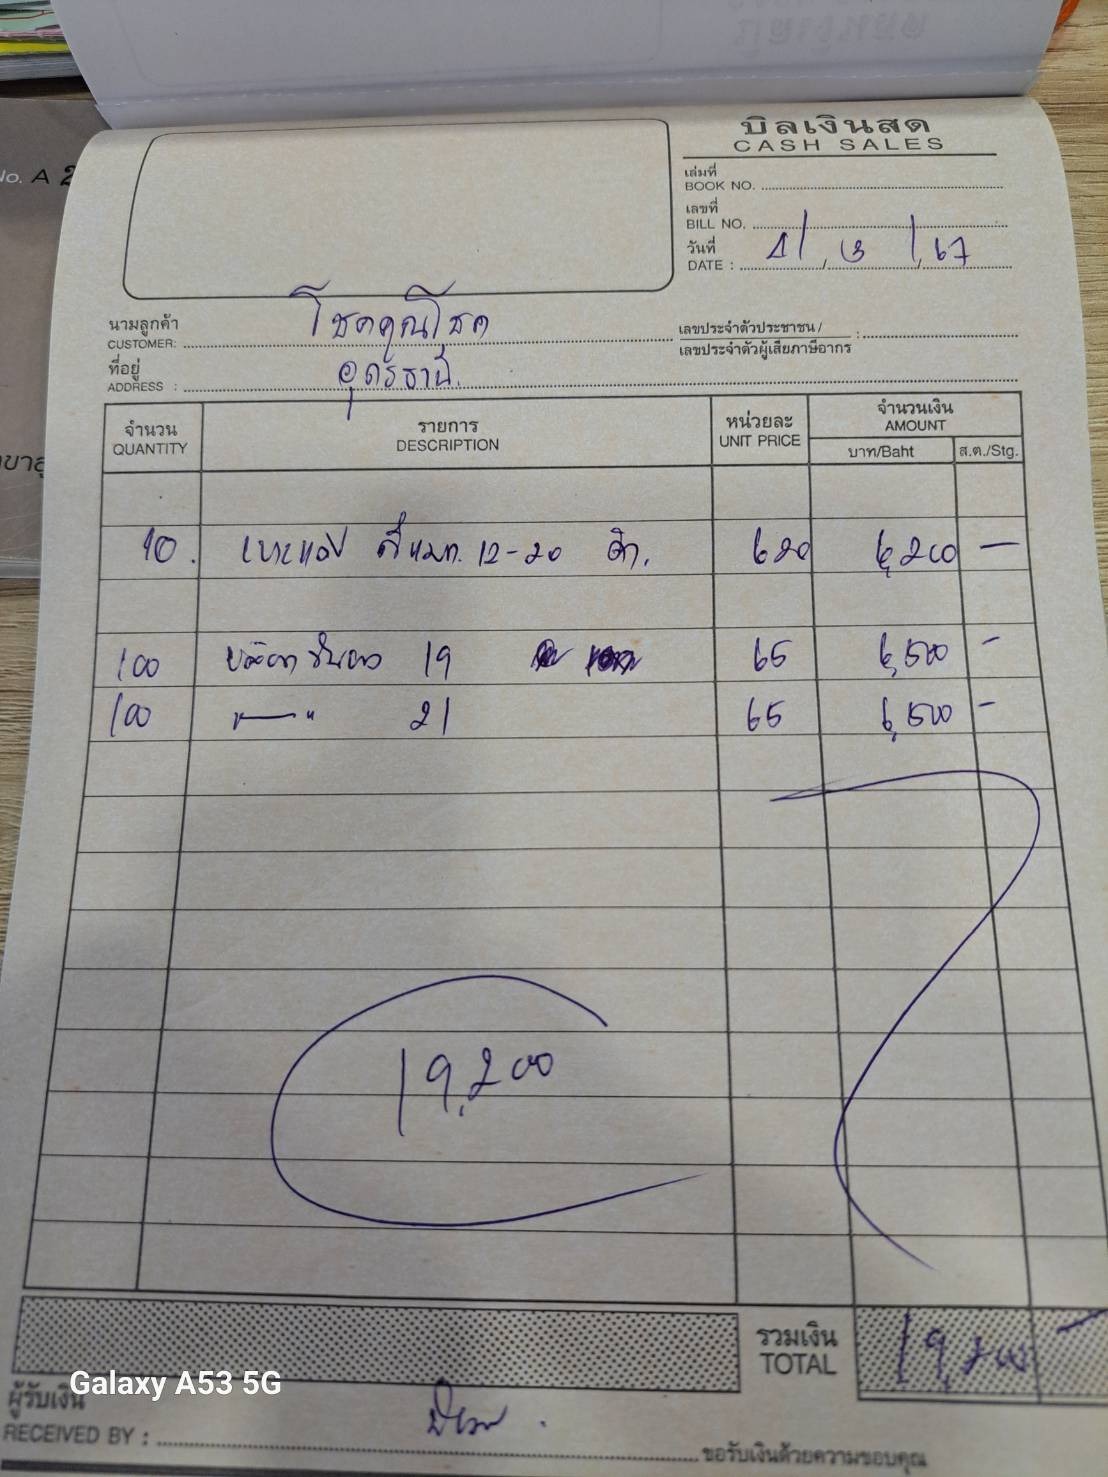 No. A 2
บิลเงินสด
CASH SALES
เล่มที่
BOOK NO.
เลขที่
BILL NO.
วันที่
DATE : 1/3/67
นามลูกค้า
CUSTOMER: โชคคูณโชค
เลขประจำตัวประชาชน /
เลขประจำตัวผู้เสียภาษีอากร :
ที่อยู่
ADDRESS : อุดรธานี.
จำนวน รายการ หน่วยละ จำนวนเงิน
QUANTITY DESCRIPTION UNIT PRICE AMOUNT
บาท/Baht ส.ต./Stg.
10. 12-20 ดำ. 620 6,200 —
100 19 65 6,500 -
100 —" 21 65 6,500 -
19,200
รวมเงิน
TOTAL 19,200 —
Galaxy A53 5G
ผู้รับเงิน
RECEIVED BY :
ขอรับเงินด้วยความขอบคุณ